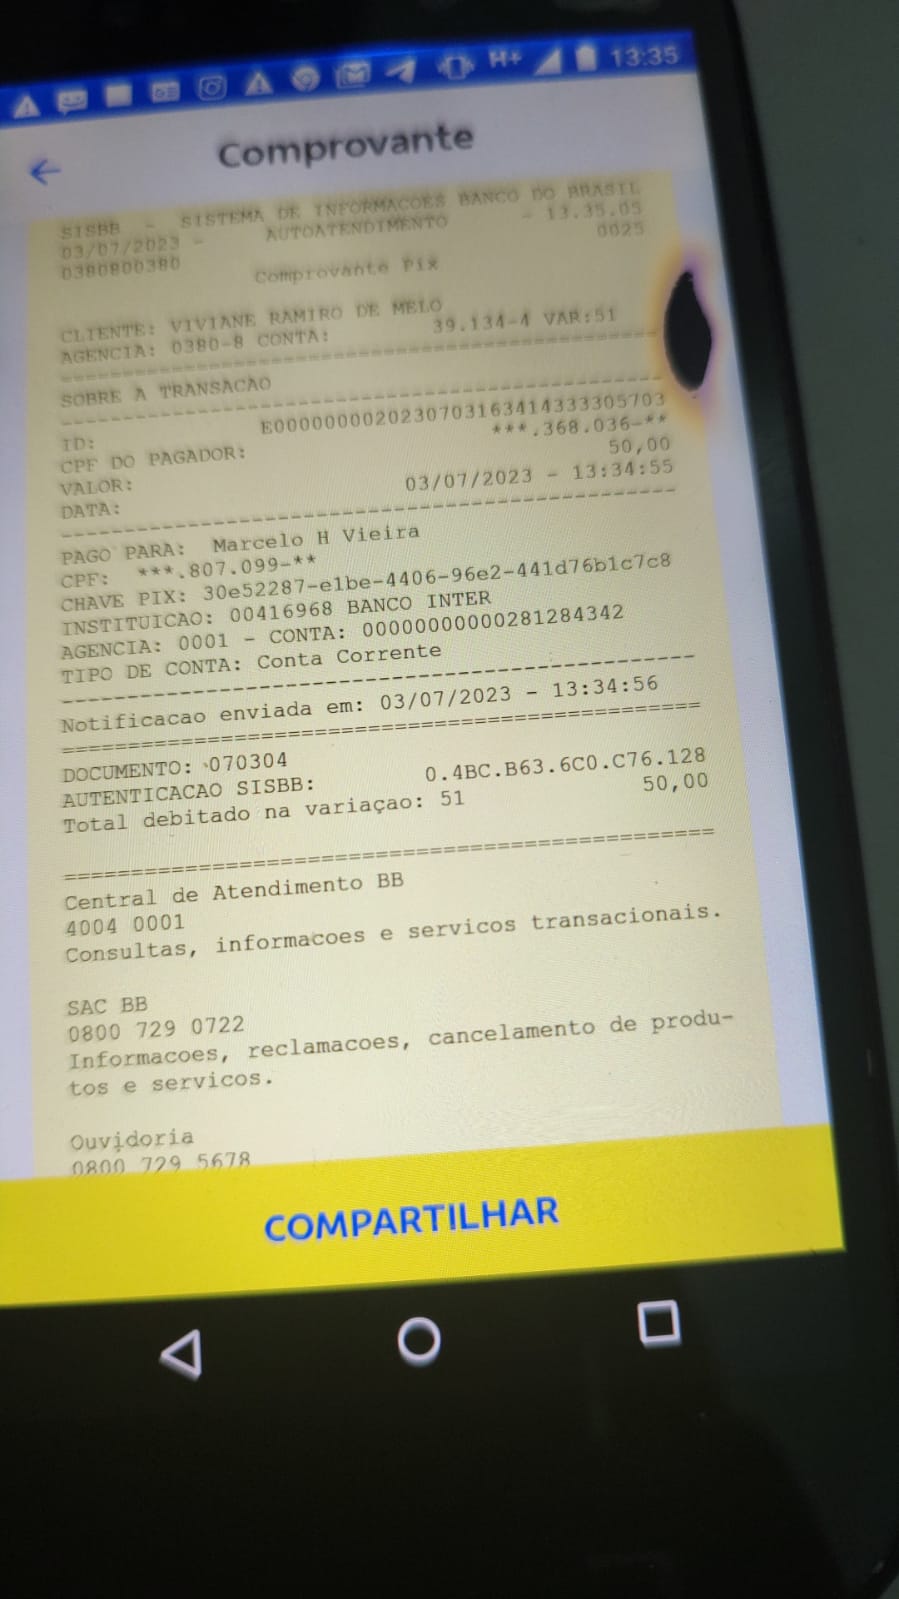 H+ 13:35
Comprovante
SISBB - SISTEMA DE INFORMACOES BANCO DO BRASIL
03/07/2023 - AUTOATENDIMENTO - 13.35.05
0380800380 0025
Comprovante Pix
CLIENTE: VIVIANE RAMIRO DE MELO
AGENCIA: 0380-8 CONTA: 39.134-4 VAR:51
================================================
SOBRE A TRANSACAO
------------------------------------------------
ID: E0000000020230703163414333305703
CPF DO PAGADOR: ***.368.036-**
VALOR: 50,00
DATA: 03/07/2023 - 13:34:55
------------------------------------------------
PAGO PARA: Marcelo H Vieira
CPF: ***.807.099-**
CHAVE PIX: 30e52287-e1be-4406-96e2-441d76b1c7c8
INSTITUICAO: 00416968 BANCO INTER
AGENCIA: 0001 - CONTA: 00000000000281284342
TIPO DE CONTA: Conta Corrente
------------------------------------------------
Notificacao enviada em: 03/07/2023 - 13:34:56
================================================
DOCUMENTO: 070304
AUTENTICACAO SISBB: 0.4BC.B63.6C0.C76.128
Total debitado na variaçao: 51 50,00
================================================
Central de Atendimento BB
4004 0001
Consultas, informacoes e servicos transacionais.
SAC BB
0800 729 0722
Informacoes, reclamacoes, cancelamento de produ-
tos e servicos.
Ouvidoria
0800 729 5678
COMPARTILHAR